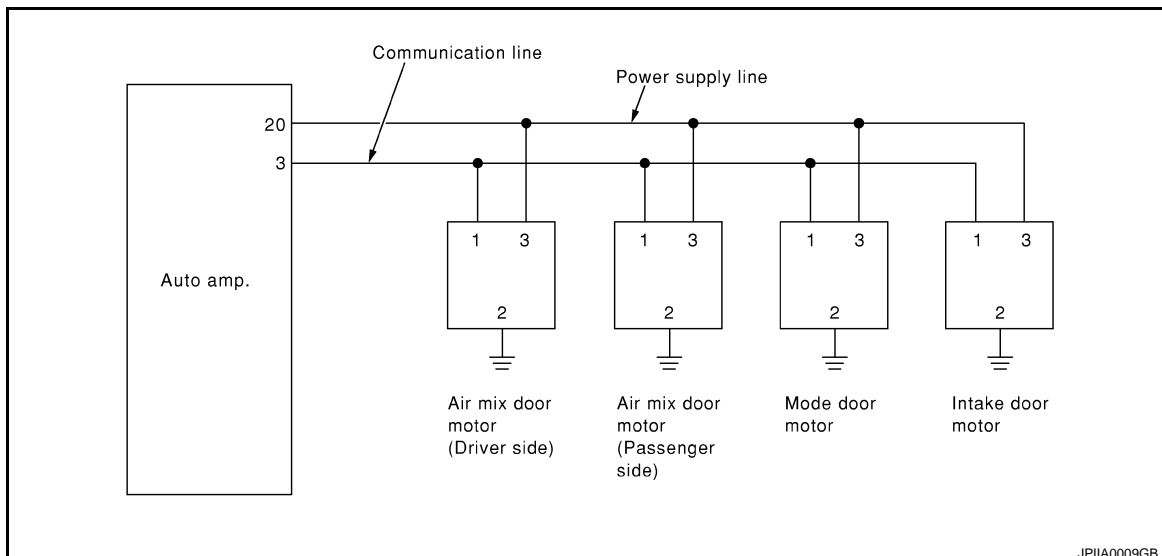 Communication line
Power supply line
20
3
1 3
1 3
1 3
1 3
Auto amp.
2
2
2
2
Air mix door
motor
(Driver side)
Air mix door
motor
(Passenger
side)
Mode door
motor
Intake door
motor
JPIIA0009GB